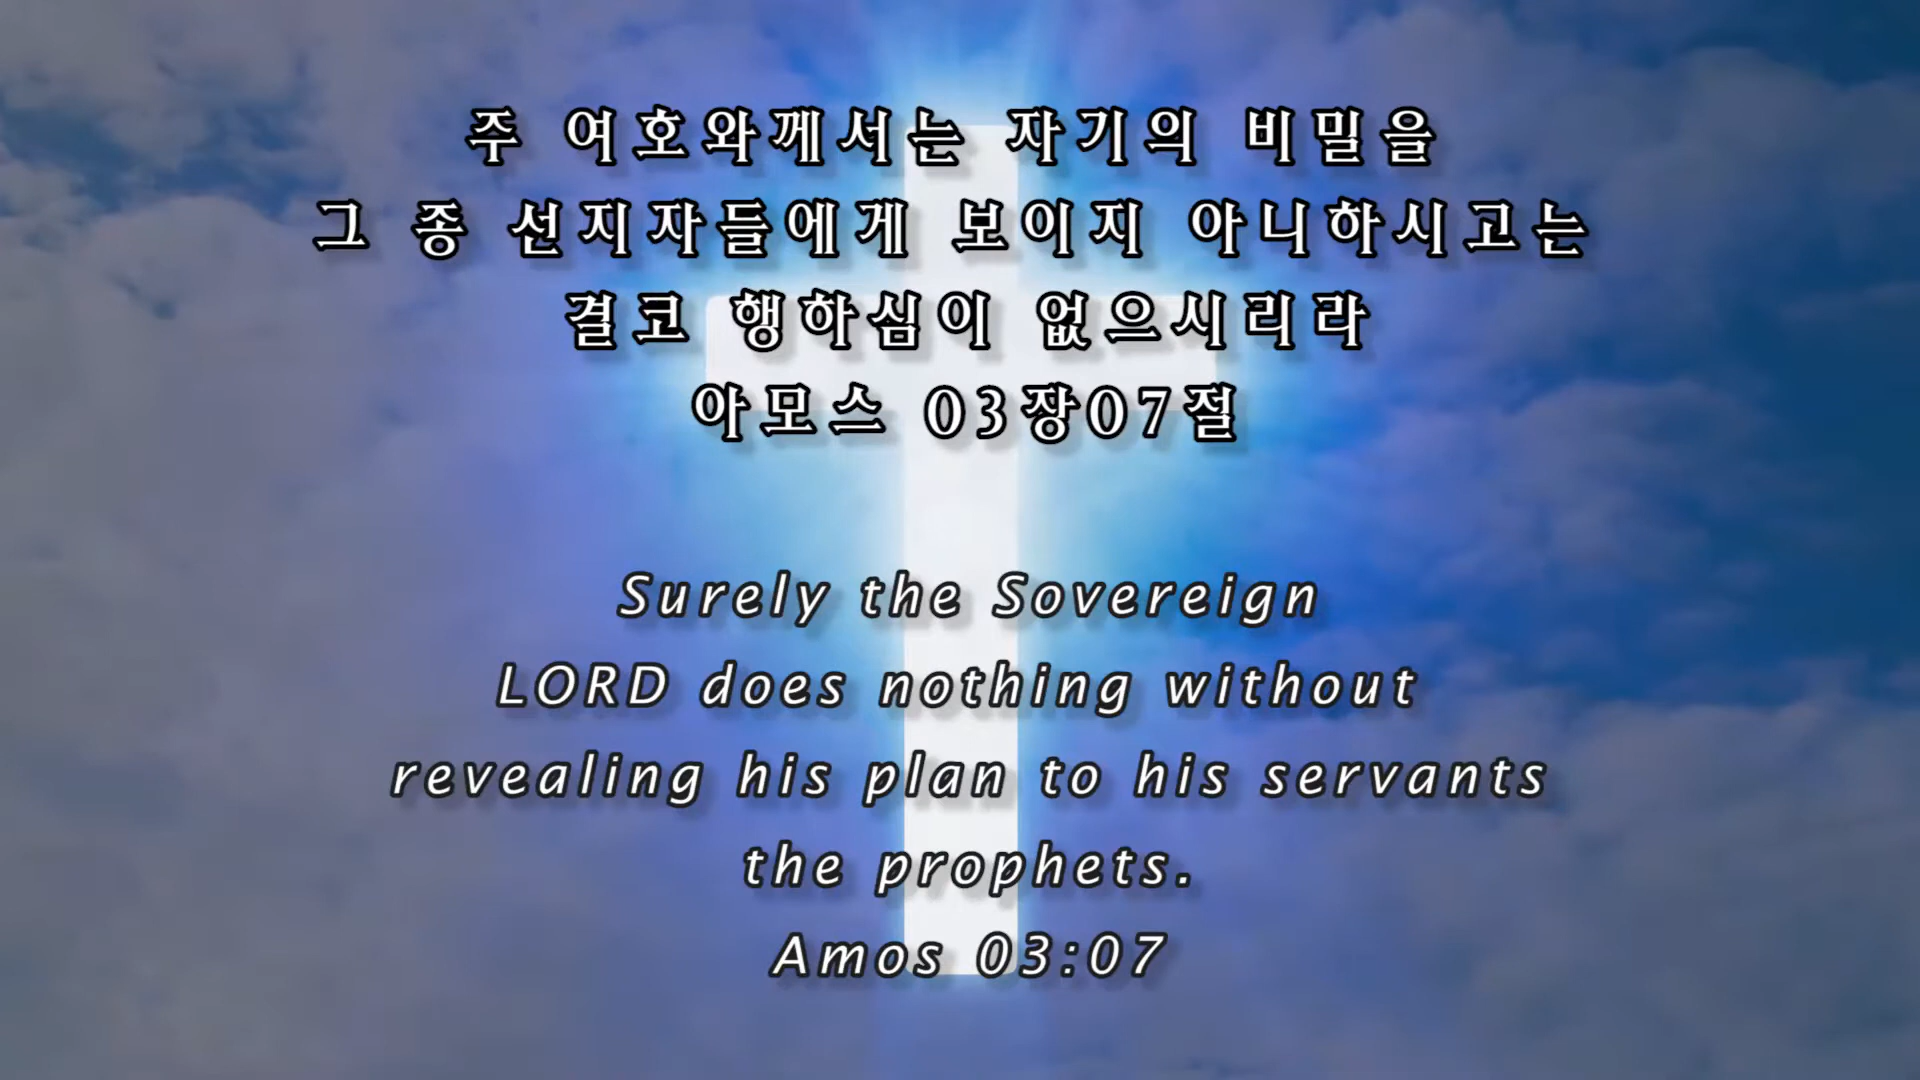 주 여호와께서는 자기의 비밀을
그 종 선지자들에게 보이지 아니하시고는
결코 행하심이 없으시리라
아모스 03장07절
Surely the Sovereign
LORD does nothing without
revealing his plan to his servants
the prophets.
Amos 03:07